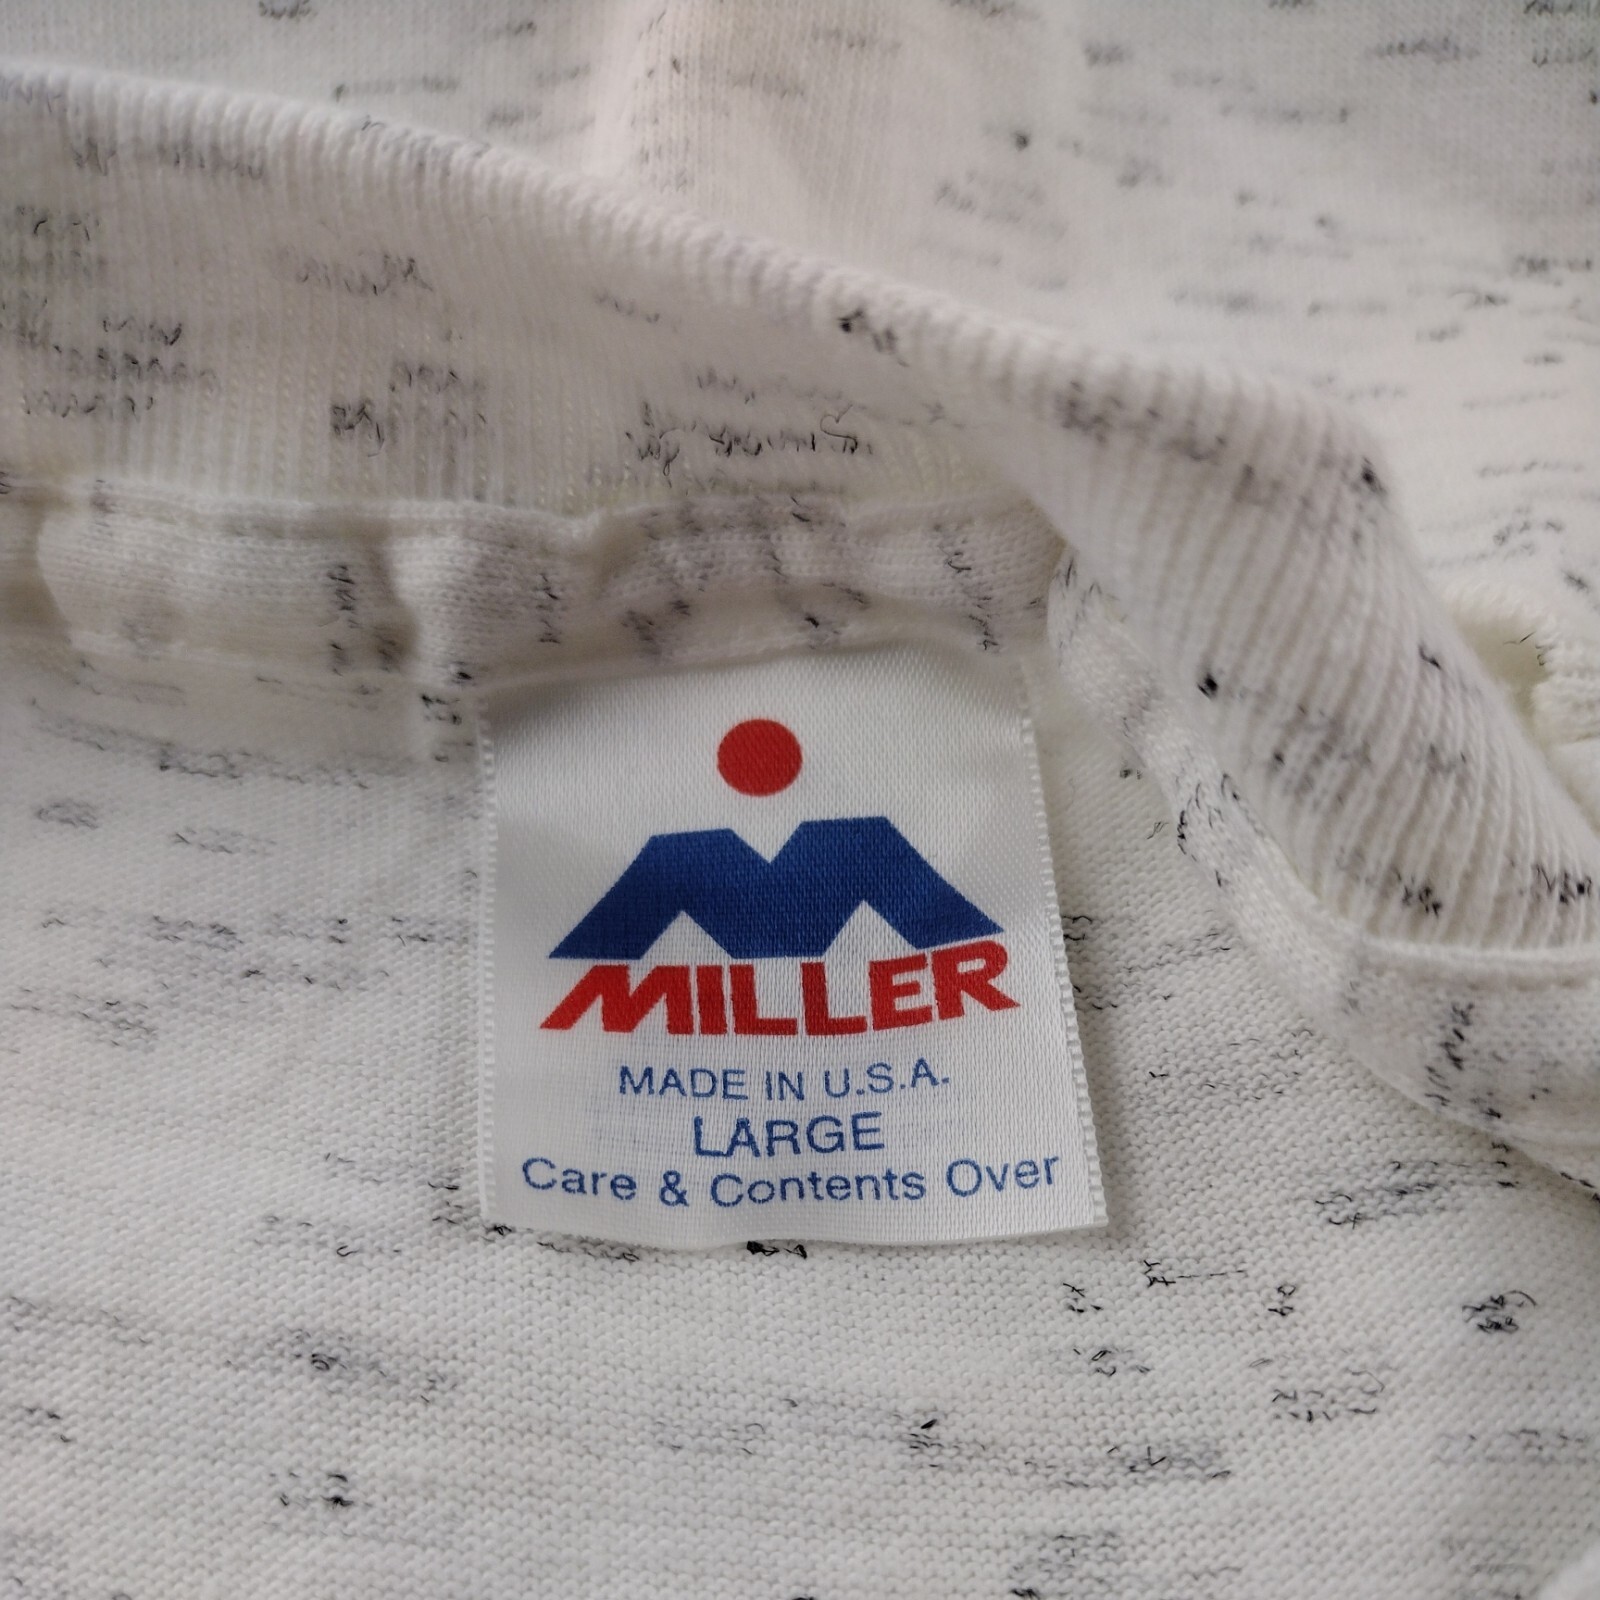 MILLER
MADE IN U.S.A.
LARGE
Care & Contents Over